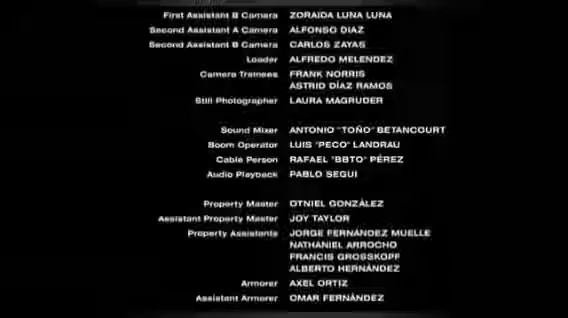 First Assistant B Camera ZORAIDA LUNA LUNA
Second Assistant A Camera ALFONSO DIAZ
Second Assistant B Camera CARLOS ZAYAS
Loader ALFREDO MELENDEZ
Camera Trainees FRANK NORRIS
ASTRID DÍAZ RAMOS
Still Photographer LAURA MAGRUDER
Sound Mixer ANTONIO "TOÑO" BETANCOURT
Boom Operator LUIS "PECO" LANDRAU
Cable Person RAFAEL "BBTO" PÉREZ
Audio Playback PABLO SEGUI
Property Master OTNIEL GONZÁLEZ
Assistant Property Master JOY TAYLOR
Property Assistants JORGE FERNÁNDEZ MUELLE
NATHANIEL ARROCHO
FRANCIS GROSSKOPF
ALBERTO HERNÁNDEZ
Armorer AXEL ORTIZ
Assistant Armorer OMAR FERNÁNDEZ